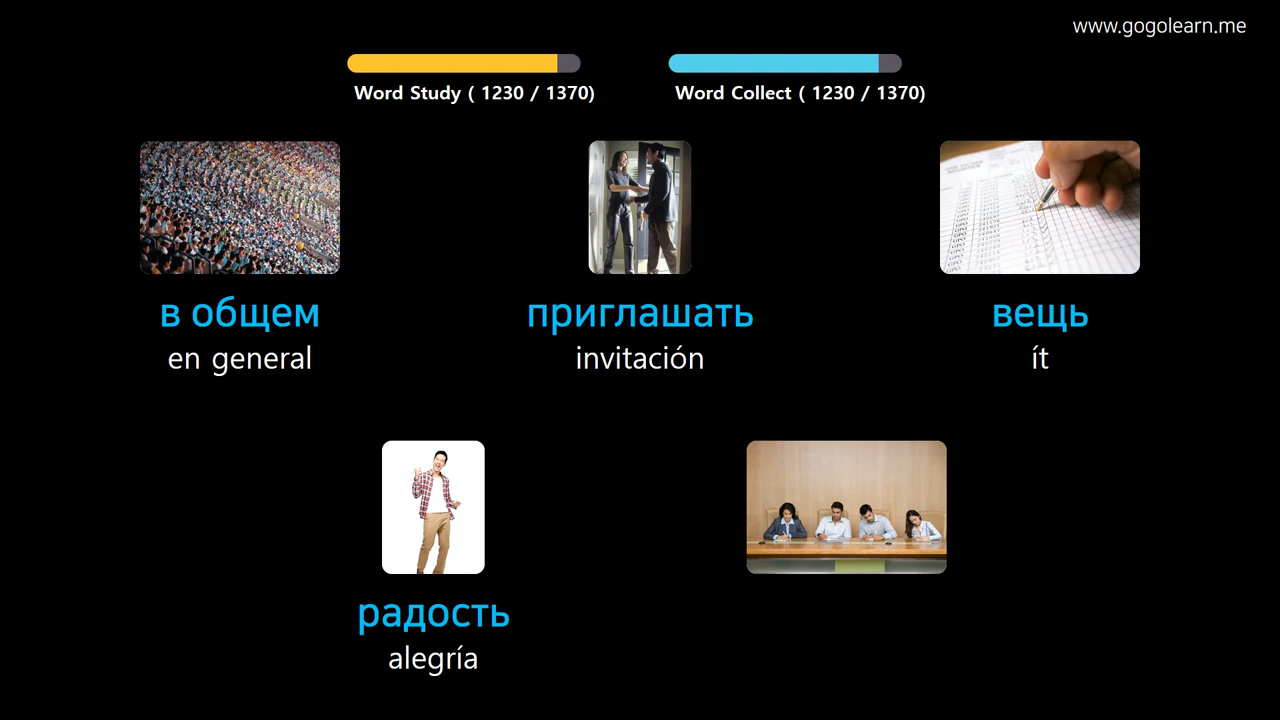 www.gogolearn.me
Word Study ( 1230 / 1370)
Word Collect ( 1230 / 1370)
в общем
en general
приглашать
invitación
вещь
ít
радость
alegría